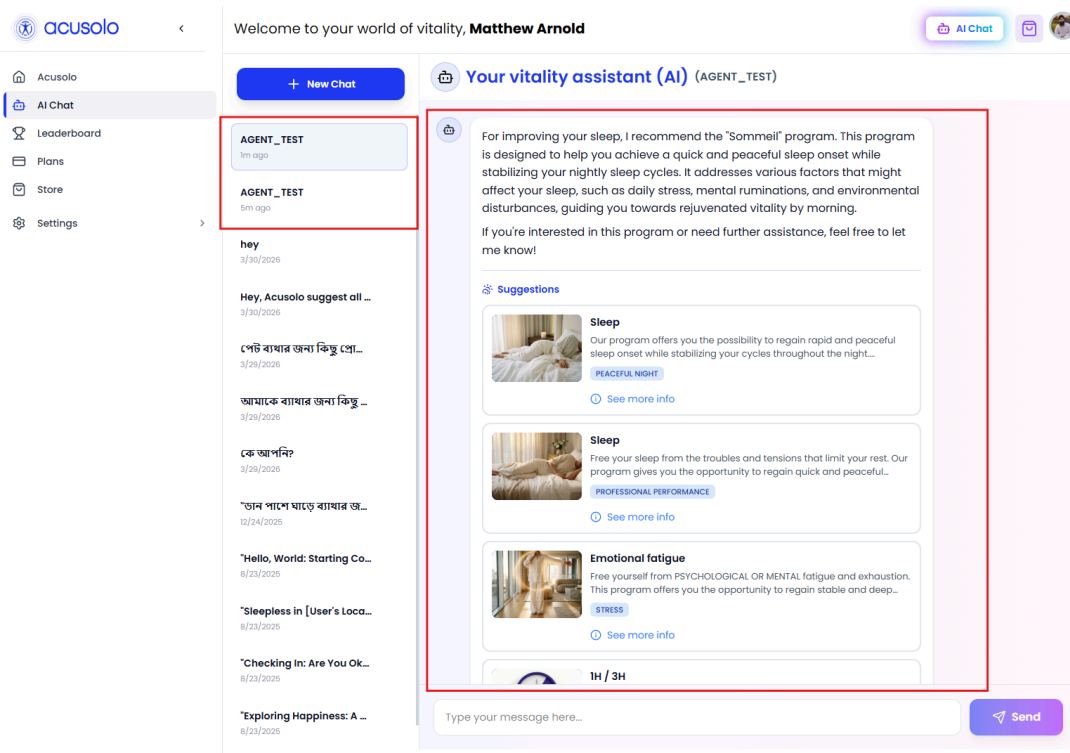 acusolo
Welcome to your world of vitality, Matthew Arnold
AI Chat
Acusolo
AI Chat
Leaderboard
Plans
Store
Settings
+ New Chat
AGENT_TEST
1m ago
AGENT_TEST
5m ago
hey
3/30/2026
Hey, Acusolo suggest all ...
3/30/2026
পেট ব্যথার জন্য কিছু প্রো...
3/29/2026
আমাকে ব্যাথার জন্য কিছু ...
3/29/2026
কে আপনি?
3/29/2026
"ডান পাশে ঘাড়ে ব্যাথার জ...
12/24/2025
"Hello, World: Starting Co...
8/23/2025
"Sleepless in [User's Loca...
8/23/2025
"Checking In: Are You Ok...
8/23/2025
"Exploring Happiness: A ...
8/23/2025
Your vitality assistant (AI) (AGENT_TEST)
For improving your sleep, I recommend the "Sommeil" program. This program
is designed to help you achieve a quick and peaceful sleep onset while
stabilizing your nightly sleep cycles. It addresses various factors that might
affect your sleep, such as daily stress, mental ruminations, and environmental
disturbances, guiding you towards rejuvenated vitality by morning.
If you're interested in this program or need further assistance, feel free to let
me know!
Suggestions
Sleep
Our program offers you the possibility to regain rapid and peaceful
sleep onset while stabilizing your cycles throughout the night....
PEACEFUL NIGHT
See more info
Sleep
Free your sleep from the troubles and tensions that limit your rest. Our
program gives you the opportunity to regain quick and peaceful...
PROFESSIONAL PERFORMANCE
See more info
Emotional fatigue
Free yourself from PSYCHOLOGICAL OR MENTAL fatigue and exhaustion.
This program offers you the opportunity to regain stable and deep...
STRESS
See more info
1H / 3H
Type your message here...
Send